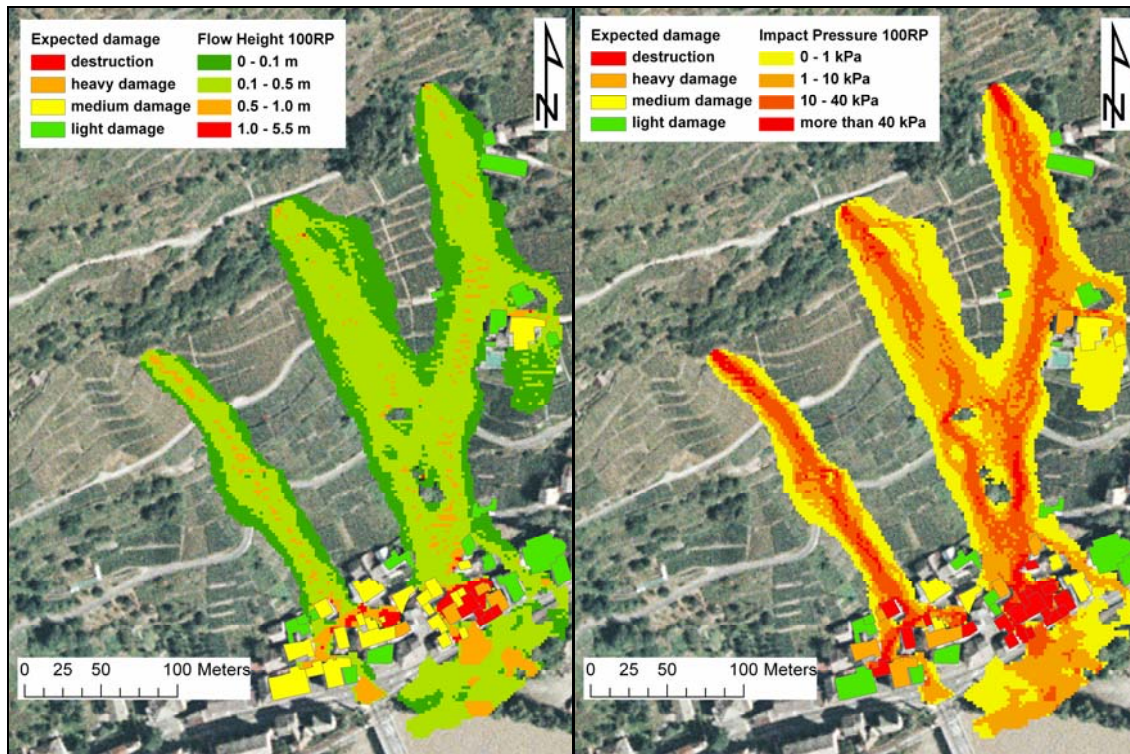 Expected damage Flow Height 100RP
destruction 0 - 0.1 m
heavy damage 0.1 - 0.5 m
medium damage 0.5 - 1.0 m
light damage 1.0 - 5.5 m
N
0 25 50 100 Meters
Expected damage Impact Pressure 100RP
destruction 0 - 1 kPa
heavy damage 1 - 10 kPa
medium damage 10 - 40 kPa
light damage more than 40 kPa
N
0 25 50 100 Meters